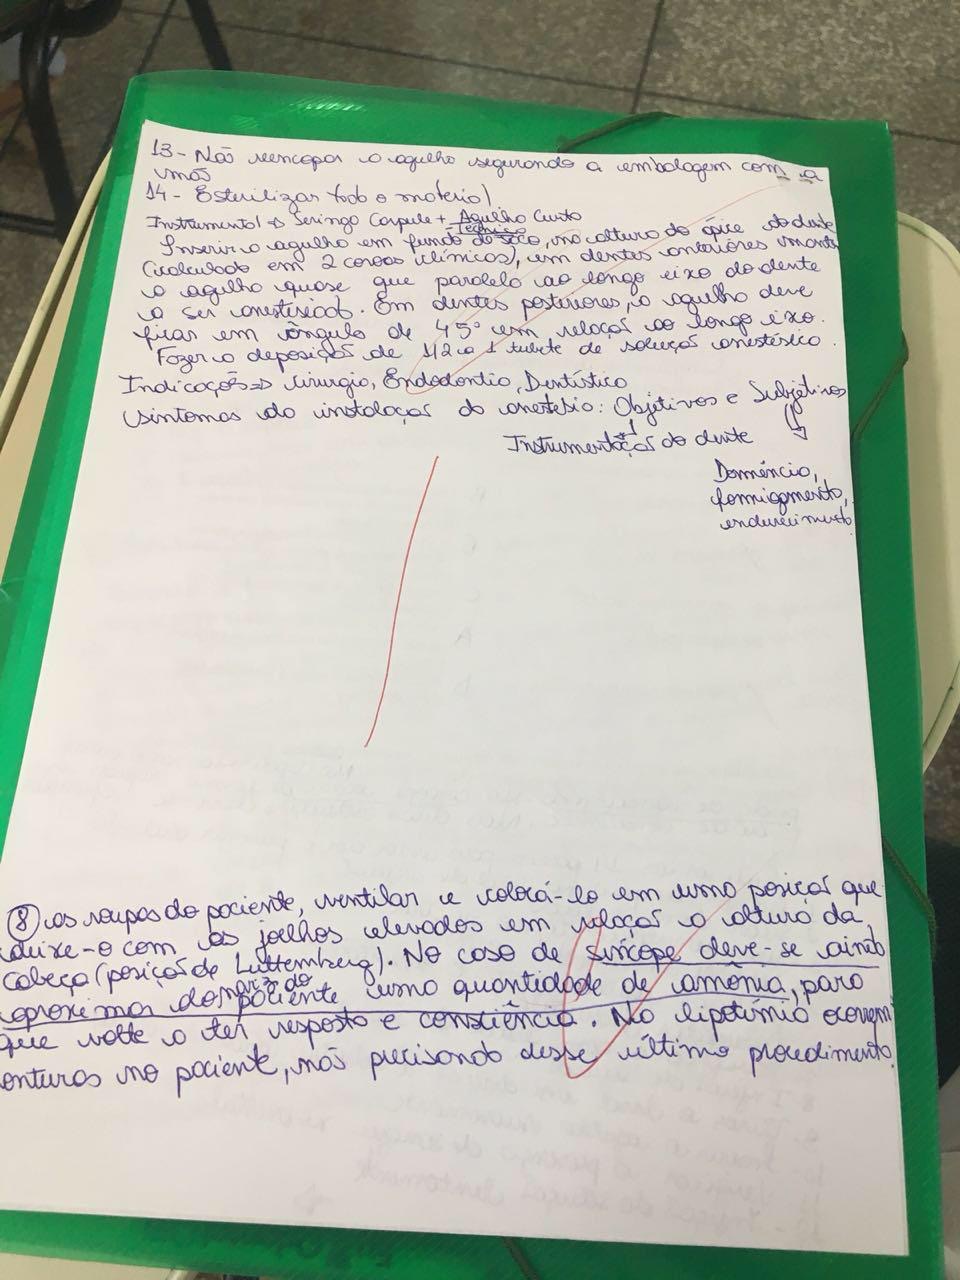 13 - Não reencapar a agulha segurando a embalagem com a
mão
14 - Esterilizar todo o material
Instrumental => Seringa Carpule + Agulha Curta
Técnica
Inserir a agulha em fundo de saco, na altura do ápice do dente
(calculado em 2 coroas clínicas), em dentes anteriores
a agulha quase que paralelo ao longo eixo do dente
a ser anestesiado. Em dentes posteriores, a agulha deve
ficar em ângulo de 45° em relação ao longo eixo.
Fazer a deposição de 1/2 a 1 tubete de solução anestésica.
Indicações => Cirurgia, Endodontia, Dentística
Sintomas da instalação da anestesia: Objetivos e Subjetivos
Instrumentação do dente
Dormência,
formigamento,
endurecimento
8 as roupas do paciente, ventilar e colocá-lo em uma posição que
deixe-o com os joelhos elevados em relação a altura da
cabeça (posição de Luttemberg). No caso de síncope deve-se ainda
aproximar do nariz do paciente uma quantidade de amônia, para
que volte a ter resposta e consciência. Na lipotímia ocorrem
onturas no paciente, não precisando desse último procedimento